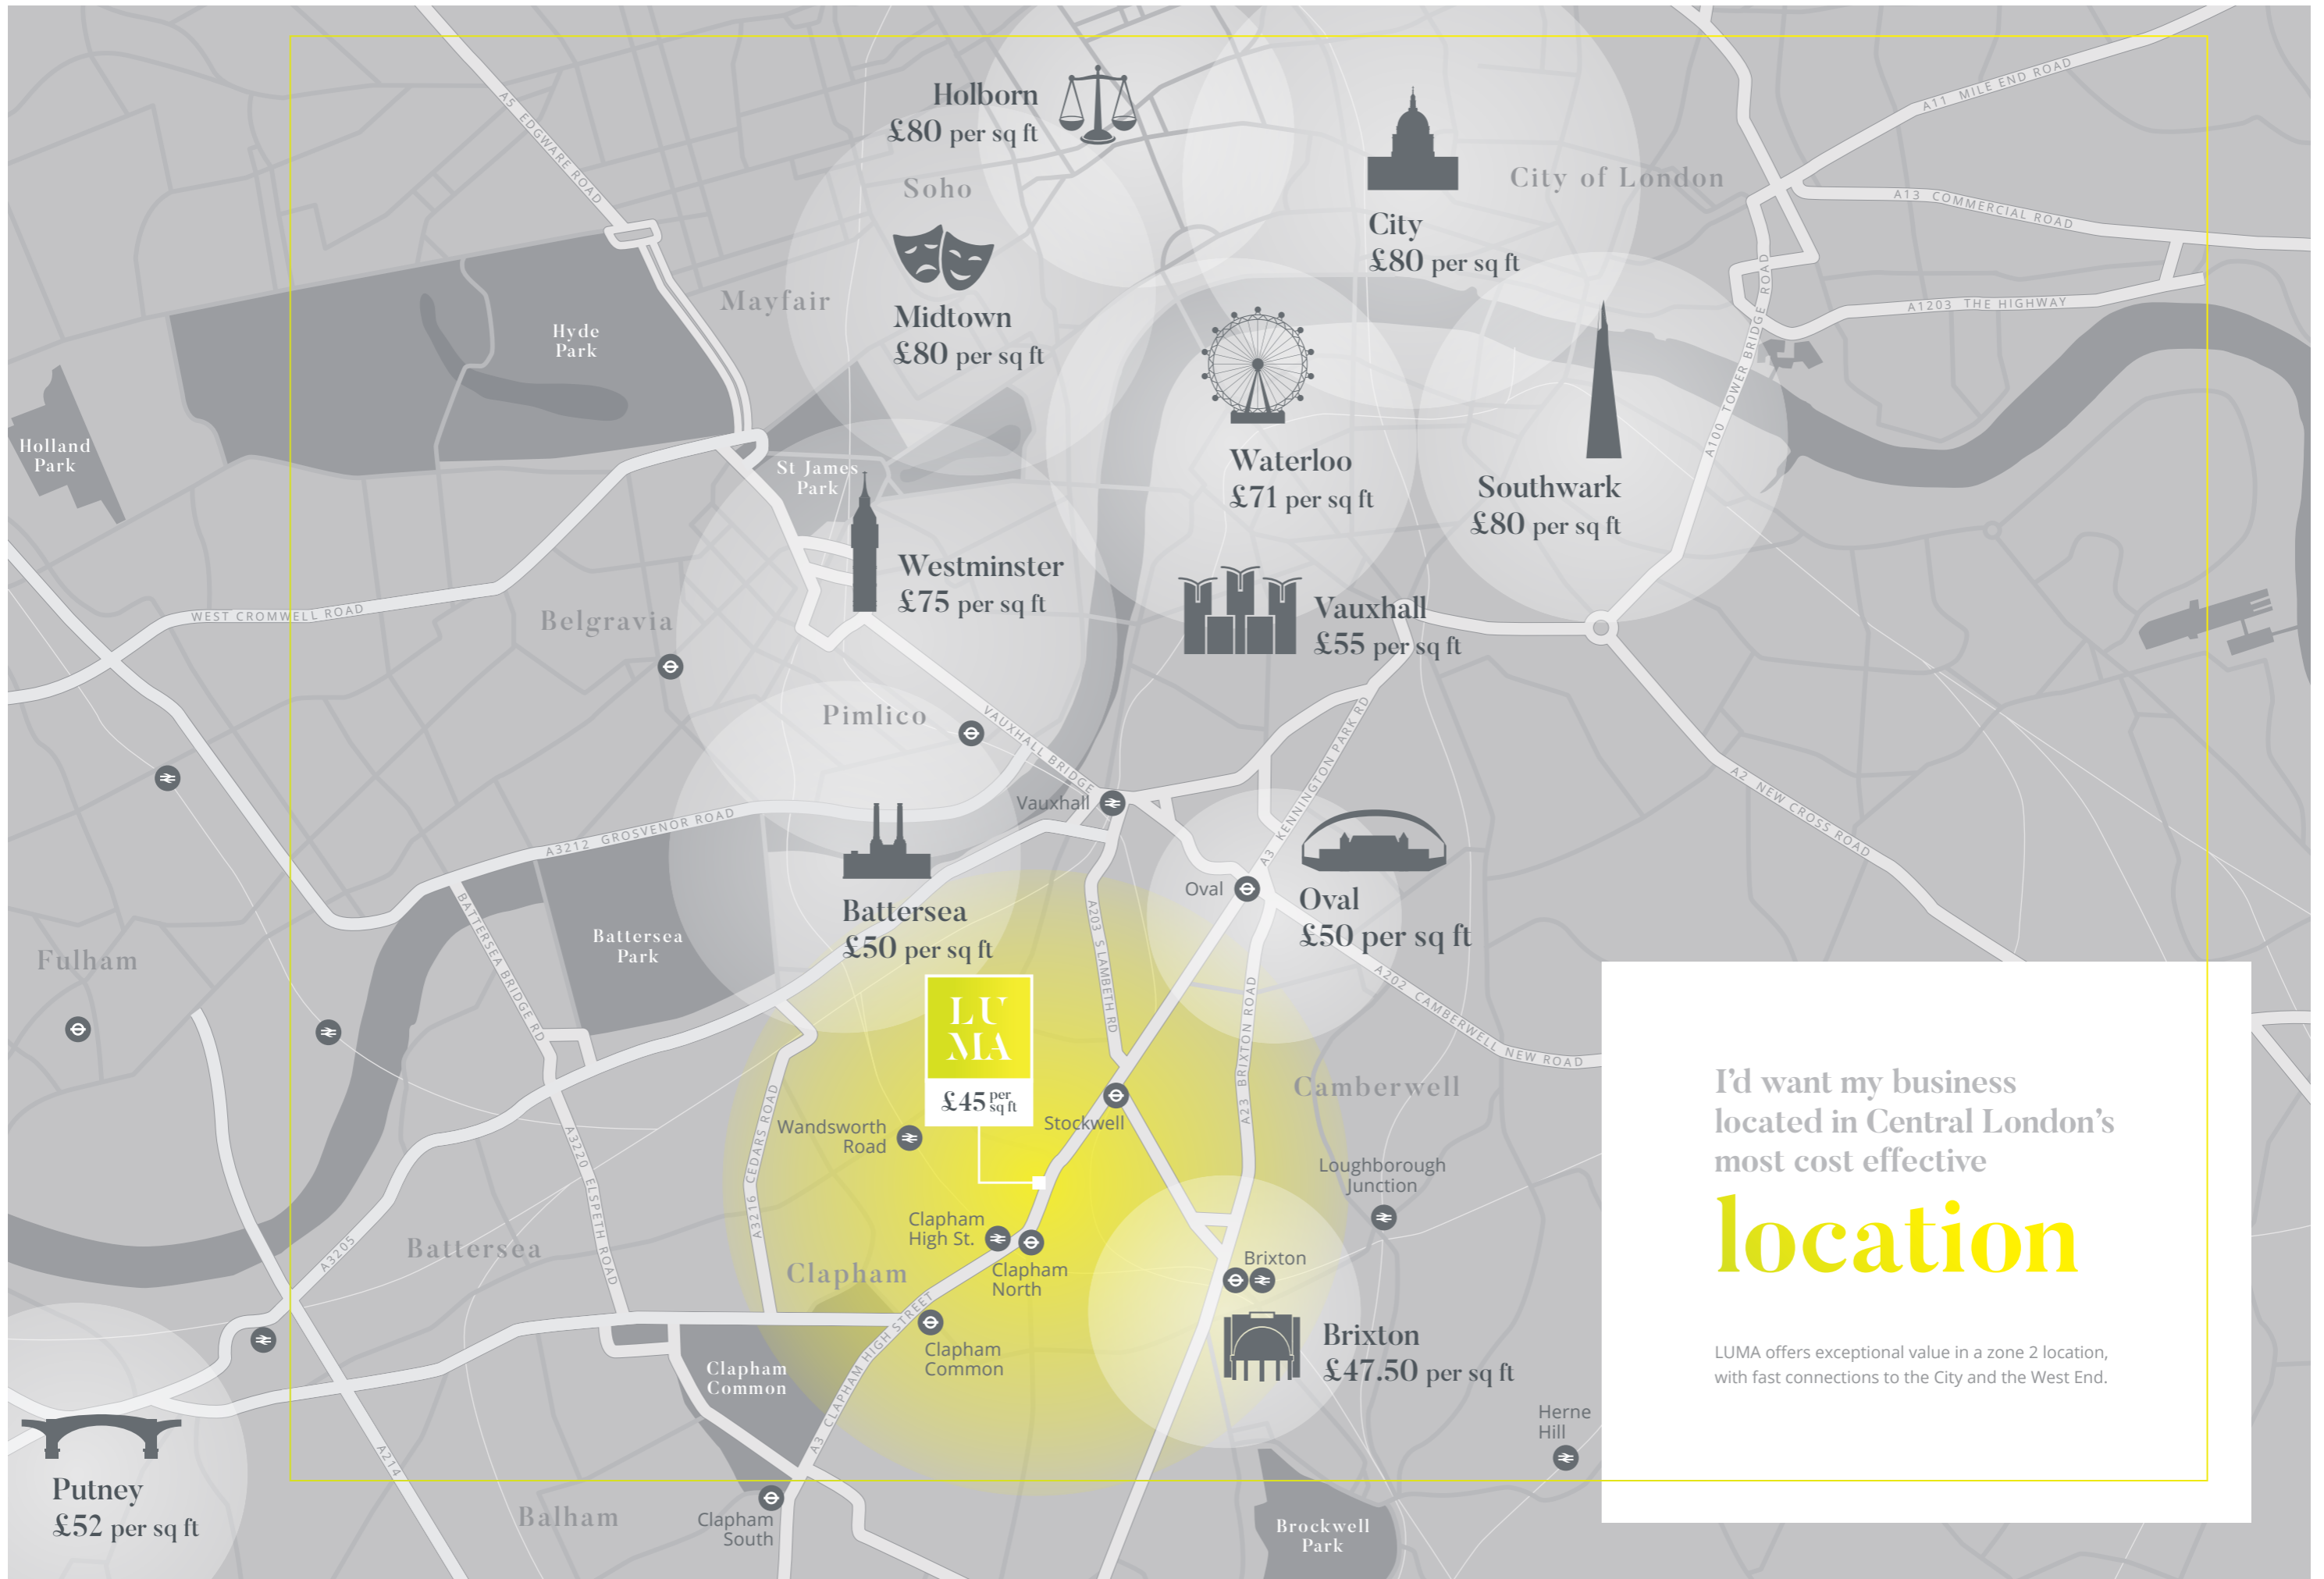 A5 EDGWARE ROAD
Holborn
£80 per sq ft
Soho
City of London
A11 MILE END ROAD
A13 COMMERCIAL ROAD
City
£80 per sq ft
Mayfair
Midtown
£80 per sq ft
Hyde
Park
A1203 THE HIGHWAY
A100 TOWER BRIDGE ROAD
Holland
Park
St James
Park
Waterloo
£71 per sq ft
Southwark
£80 per sq ft
Westminster
£75 per sq ft
WEST CROMWELL ROAD
Belgravia
Vauxhall
£55 per sq ft
Pimlico
VAUXHALL BRIDGE
A3 KENNINGTON PARK RD
A2 NEW CROSS ROAD
Vauxhall
A3212 GROSVENOR ROAD
Oval
Oval
£50 per sq ft
Battersea
£50 per sq ft
Battersea
Park
Fulham
BATTERSEA BRIDGE RD
A203 S LAMBETH RD
A23 BRIXTON ROAD
A202 CAMBERWELL NEW ROAD
LU
MA
£45 per
sq ft
Camberwell
Stockwell
Wandsworth
Road
A3216 CEDARS ROAD
A3220 ELSPETH ROAD
Loughborough
Junction
Clapham
High St.
Clapham
North
Battersea
A3205
Clapham
Brixton
Clapham
Common
A3 CLAPHAM HIGH STREET
Brixton
£47.50 per sq ft
Clapham
Common
Herne
Hill
A214
Putney
£52 per sq ft
Balham
Clapham
South
Brockwell
Park
I'd want my business
located in Central London's
most cost effective
location
LUMA offers exceptional value in a zone 2 location,
with fast connections to the City and the West End.